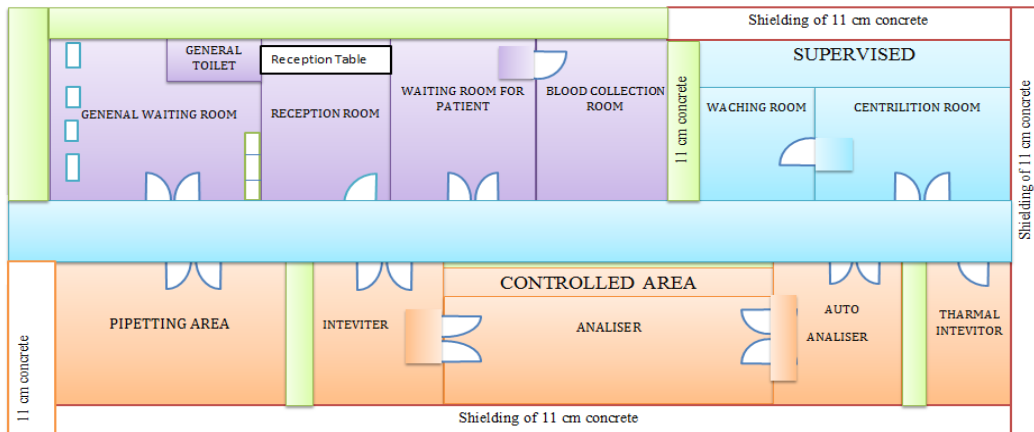 Shielding of 11 cm concrete
GENERAL
TOILET
Reception Table
SUPERVISED
WAITING ROOM FOR
PATIENT
BLOOD COLLECTION
ROOM
GENERAL WAITING ROOM
RECEPTION ROOM
11 cm concrete
WACHING ROOM
CENTRILITION ROOM
Shielding of 11 cm concrete
CONTROLLED AREA
PIPETTING AREA
INTEVITER
ANALISER
AUTO
ANALISER
THARMAL
INTEVITOR
11 cm concrete
Shielding of 11 cm concrete